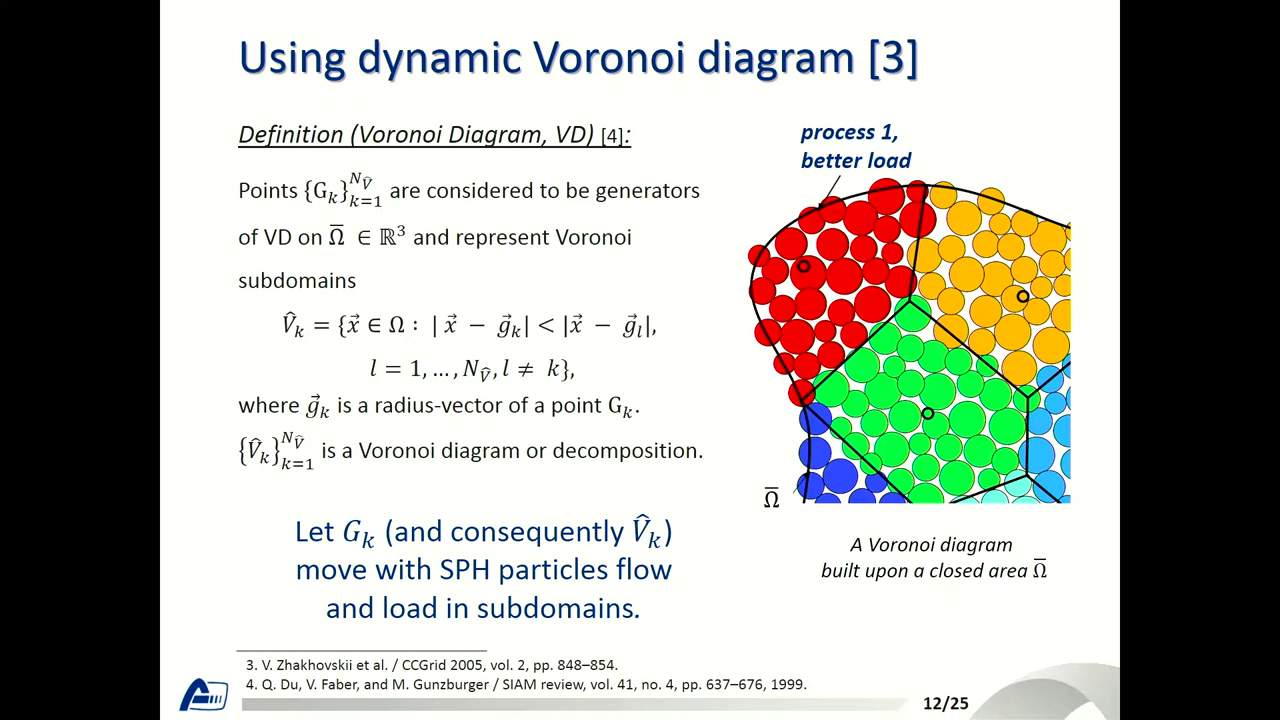 Using dynamic Voronoi diagram [3]
Definition (Voronoi Diagram, VD) [4]:
Points {G_k}_{k=1}^{N_V̂} are considered to be generators
of VD on Ω̅ ∈ ℝ³ and represent Voronoi
subdomains
V̂_k = {x⃗ ∈ Ω : | x⃗ − g⃗_k| < |x⃗ − g⃗_l|,
l = 1, …, N_V̂, l ≠ k},
where g⃗_k is a radius-vector of a point G_k.
{V̂_k}_{k=1}^{N_V̂} is a Voronoi diagram or decomposition.
Let G_k (and consequently V̂_k)
move with SPH particles flow
and load in subdomains.
process 1,
better load
Ω̅
A Voronoi diagram
built upon a closed area Ω̅
3. V. Zhakhovskii et al. / CCGrid 2005, vol. 2, pp. 848–854.
4. Q. Du, V. Faber, and M. Gunzburger / SIAM review, vol. 41, no. 4, pp. 637–676, 1999.
12/25